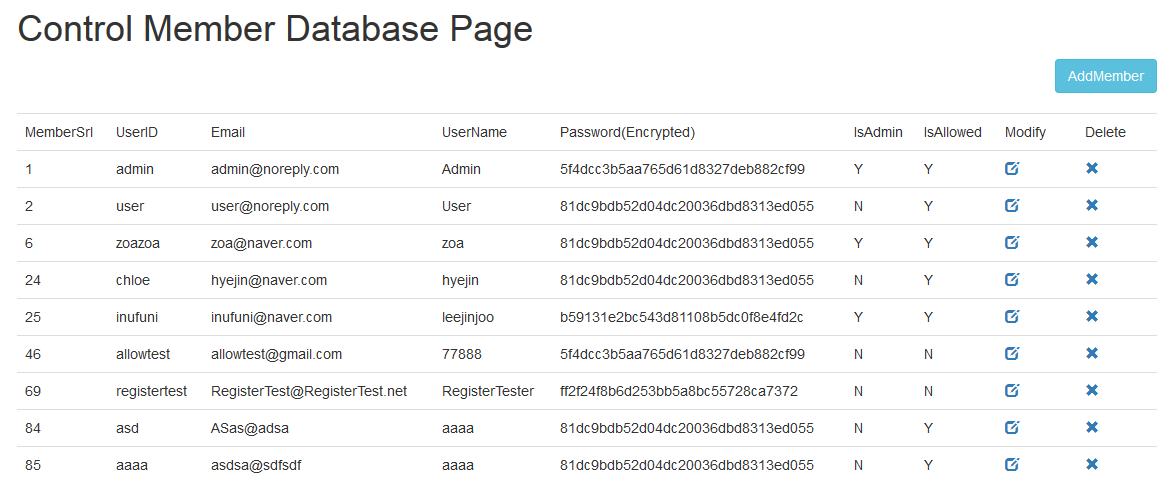 Control Member Database Page
AddMember
MemberSrl UserID Email UserName Password(Encrypted) IsAdmin IsAllowed Modify Delete
1 admin admin@noreply.com Admin 5f4dcc3b5aa765d61d8327deb882cf99 Y Y
2 user user@noreply.com User 81dc9bdb52d04dc20036dbd8313ed055 N Y
6 zoazoa zoa@naver.com zoa 81dc9bdb52d04dc20036dbd8313ed055 Y Y
24 chloe hyejin@naver.com hyejin 81dc9bdb52d04dc20036dbd8313ed055 N Y
25 inufuni inufuni@naver.com leejinjoo b59131e2bc543d81108b5dc0f8e4fd2c Y Y
46 allowtest allowtest@gmail.com 77888 5f4dcc3b5aa765d61d8327deb882cf99 N N
69 registertest RegisterTest@RegisterTest.net RegisterTester ff2f24f8b6d253bb5a8bc55728ca7372 N N
84 asd ASas@adsa aaaa 81dc9bdb52d04dc20036dbd8313ed055 N Y
85 aaaa asdsa@sdfsdf aaaa 81dc9bdb52d04dc20036dbd8313ed055 N Y